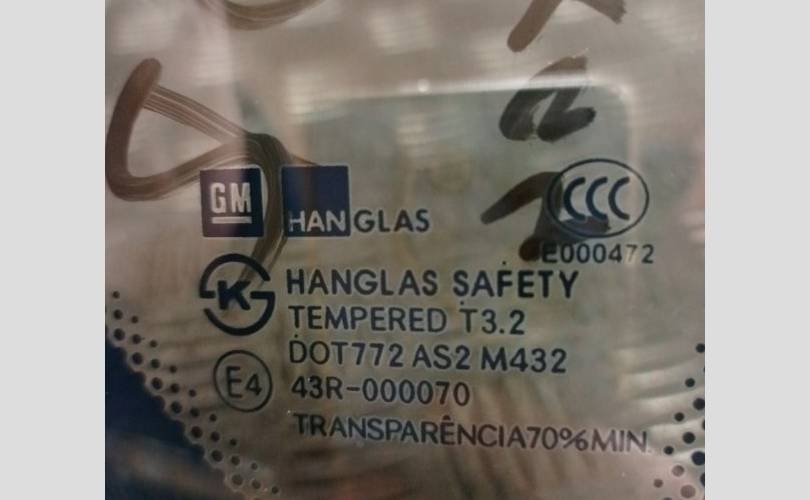 GM HANGLAS CCC
E000472
K HANGLAS SAFETY
TEMPERED T3.2
DOT772 AS2 M432
E4 43R-000070
TRANSPARÊNCIA70%MIN.